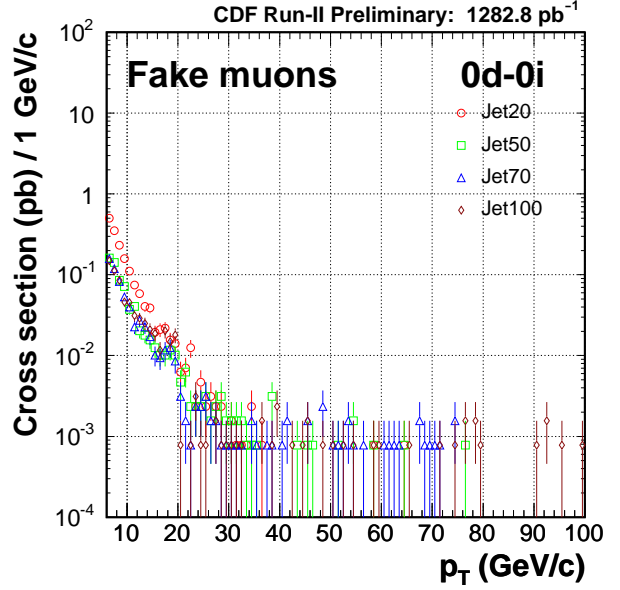 CDF Run-II Preliminary: 1282.8 pb⁻¹
Fake muons
0d-0i
Jet20
Jet50
Jet70
Jet100
Cross section (pb) / 1 GeV/c
10²
10
1
10⁻¹
10⁻²
10⁻³
10⁻⁴
10 20 30 40 50 60 70 80 90 100
p_T (GeV/c)